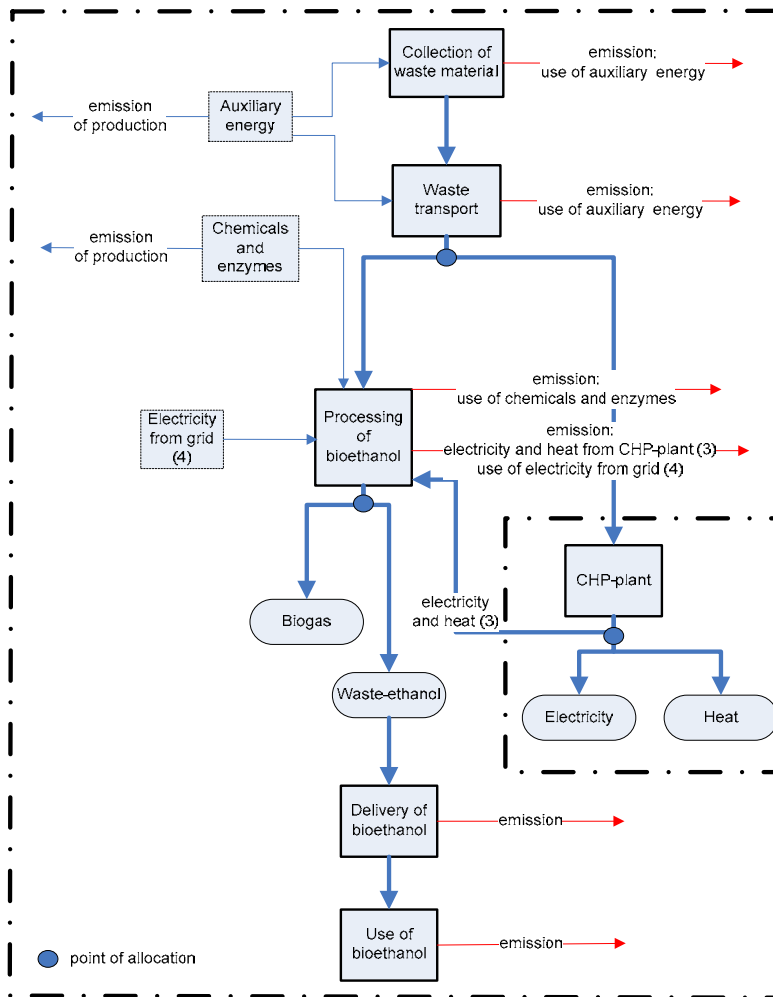 Collection of
waste material
emission;
use of auxiliary energy
emission
of production
Auxiliary
energy
Waste
transport
emission;
use of auxiliary energy
emission
of production
Chemicals
and
enzymes
emission;
use of chemicals and enzymes
Electricity
from grid
(4)
Processing
of
bioethanol
emission;
electricity and heat from CHP-plant (3)
use of electricity from grid (4)
CHP-plant
electricity
and heat (3)
Biogas
Waste-ethanol
Electricity
Heat
Delivery of
bioethanol
emission
Use of
bioethanol
emission
point of allocation